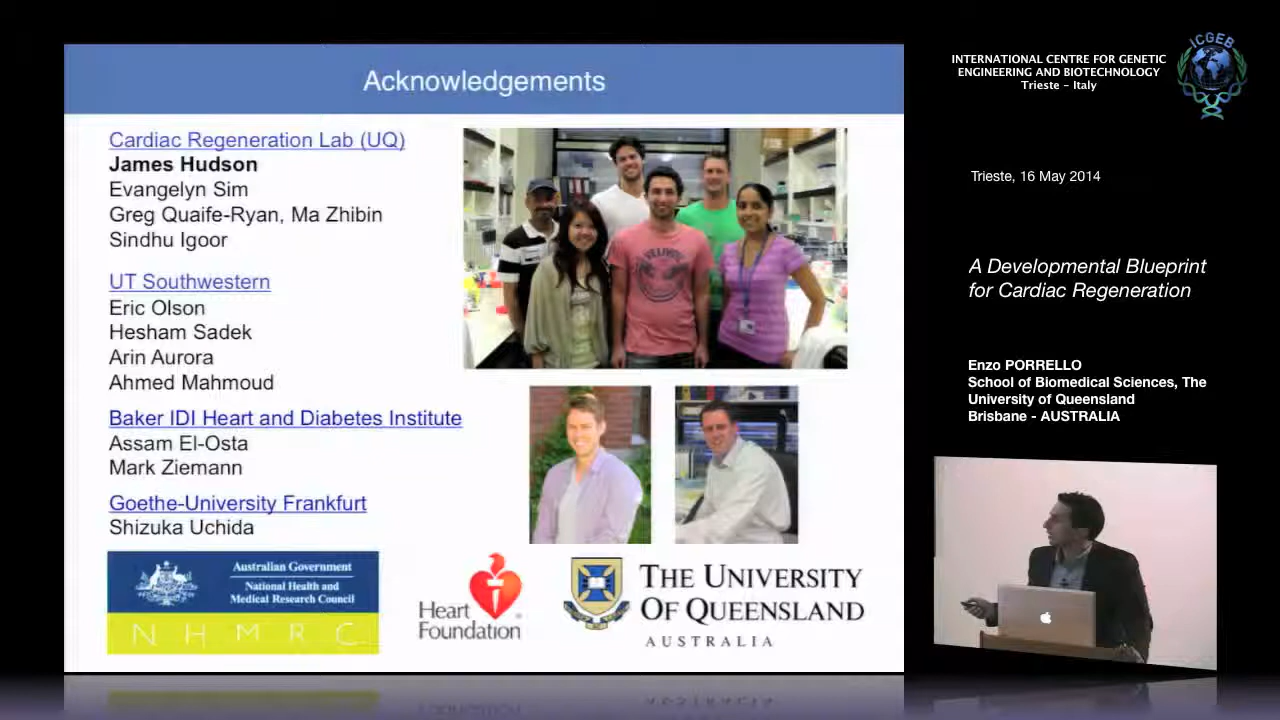 Acknowledgements
Cardiac Regeneration Lab (UQ)
James Hudson
Evangelyn Sim
Greg Quaife-Ryan, Ma Zhibin
Sindhu Igoor
UT Southwestern
Eric Olson
Hesham Sadek
Arin Aurora
Ahmed Mahmoud
Baker IDI Heart and Diabetes Institute
Assam El-Osta
Mark Ziemann
Goethe-University Frankfurt
Shizuka Uchida
Australian Government
National Health and
Medical Research Council
NHMRC
Heart
Foundation
THE UNIVERSITY
OF QUEENSLAND
AUSTRALIA
INTERNATIONAL CENTRE FOR GENETIC
ENGINEERING AND BIOTECHNOLOGY
Trieste - Italy
ICGEB
Trieste, 16 May 2014
A Developmental Blueprint
for Cardiac Regeneration
Enzo PORRELLO
School of Biomedical Sciences, The
University of Queensland
Brisbane - AUSTRALIA